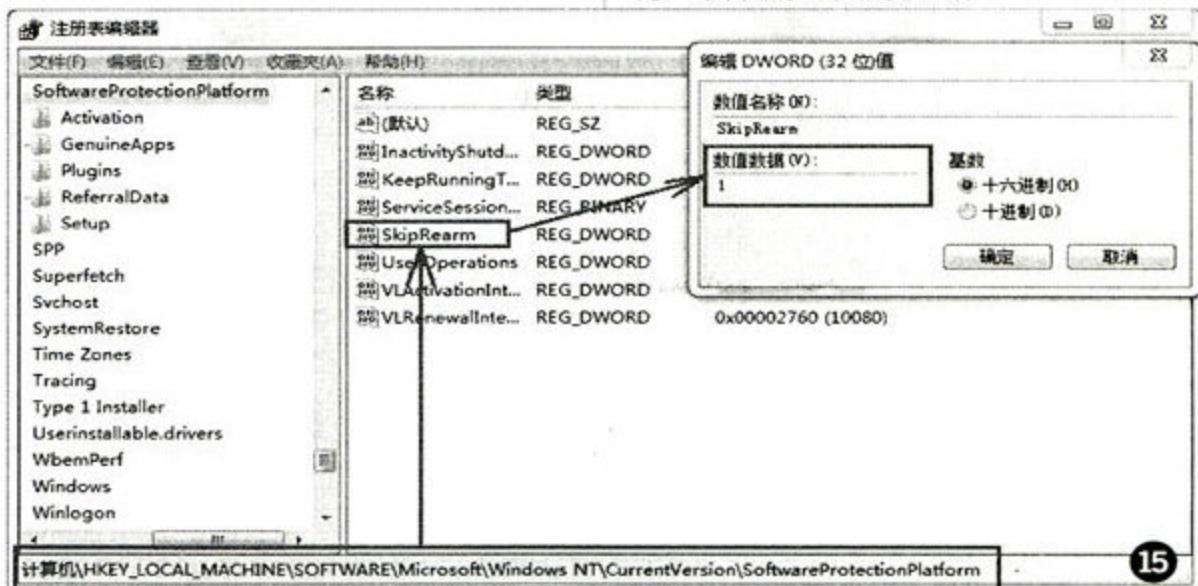 注册表编辑器
文件(F) 编辑(E) 查看(V) 收藏夹(A) 帮助(H)
SoftwareProtectionPlatform
Activation
GenuineApps
Plugins
ReferralData
Setup
SPP
Superfetch
Svchost
SystemRestore
Time Zones
Tracing
Type 1 Installer
Userinstallable.drivers
WbemPerf
Windows
Winlogon
名称 类型
ab (默认) REG_SZ
InactivityShutd... REG_DWORD
KeepRunningT... REG_DWORD
ServiceSession... REG_BINARY
SkipRearm REG_DWORD
UserOperations REG_DWORD
VLActivationInt... REG_DWORD
VLRenewalInte... REG_DWORD 0x00002760 (10080)
编辑 DWORD (32 位)值
数值名称(N):
SkipRearm
数值数据(V):
1
基数
十六进制(H)
十进制(D)
确定 取消
计算机\HKEY_LOCAL_MACHINE\SOFTWARE\Microsoft\Windows NT\CurrentVersion\SoftwareProtectionPlatform
15